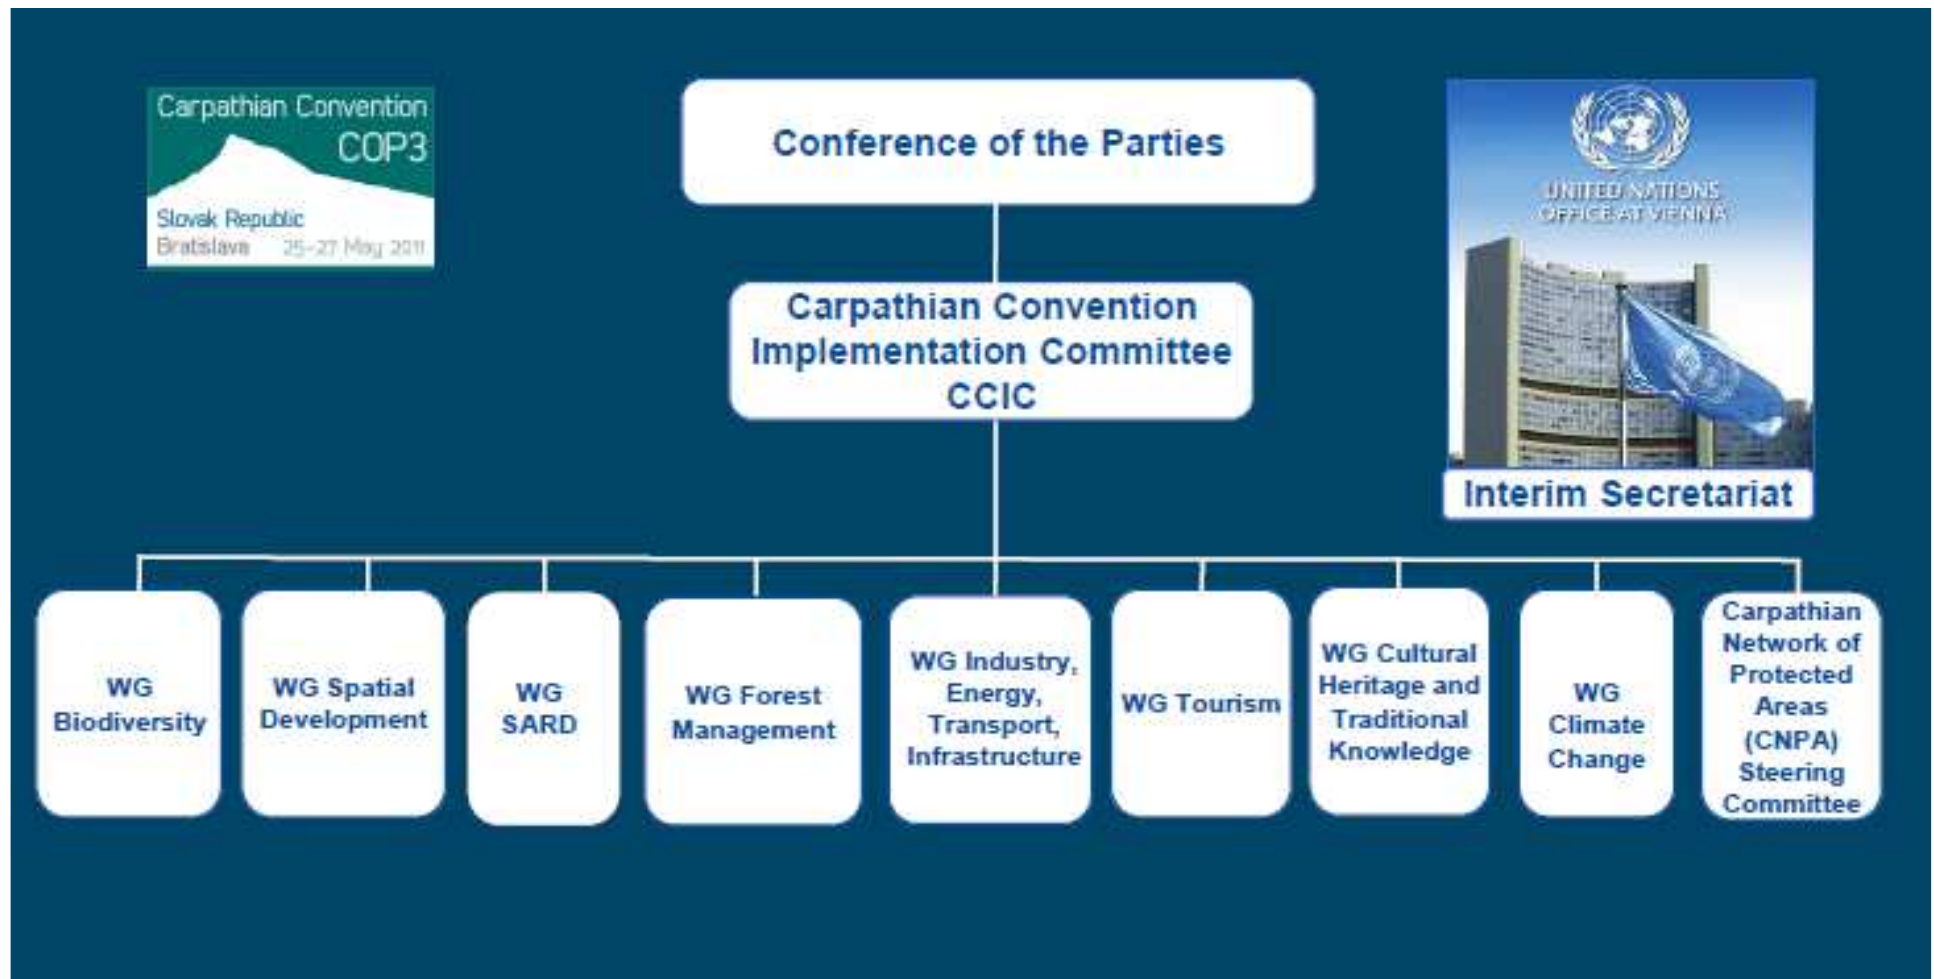 Carpathian Convention
COP3
Slovak Republic
Bratislava 25-27 May 2011
Conference of the Parties
UNITED NATIONS
OFFICE AT VIENNA
Carpathian Convention
Implementation Committee
CCIC
Interim Secretariat
WG
Biodiversity
WG Spatial
Development
WG
SARD
WG Forest
Management
WG Industry,
Energy,
Transport,
Infrastructure
WG Tourism
WG Cultural
Heritage and
Traditional
Knowledge
WG
Climate
Change
Carpathian
Network of
Protected
Areas
(CNPA)
Steering
Committee